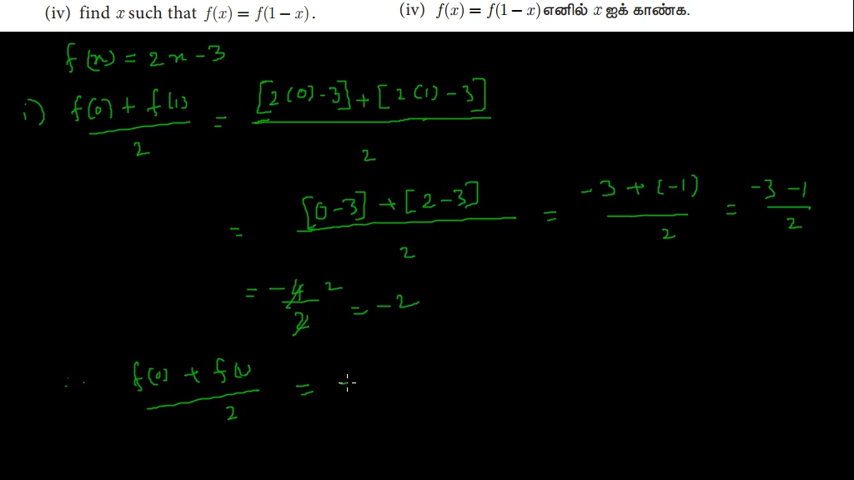 (iv) find x such that f(x) = f(1 − x).
(iv) f(x) = f(1 − x) எனில் x ஐக் காண்க.
f(x) = 2x − 3
i) f(0) + f(1) / 2 = [2(0) − 3] + [2(1) − 3] / 2
= [0 − 3] + [2 − 3] / 2 = −3 + (−1) / 2 = −3 − 1 / 2
= −4 2 / 2 = −2
∴ f(0) + f(1) / 2 = −